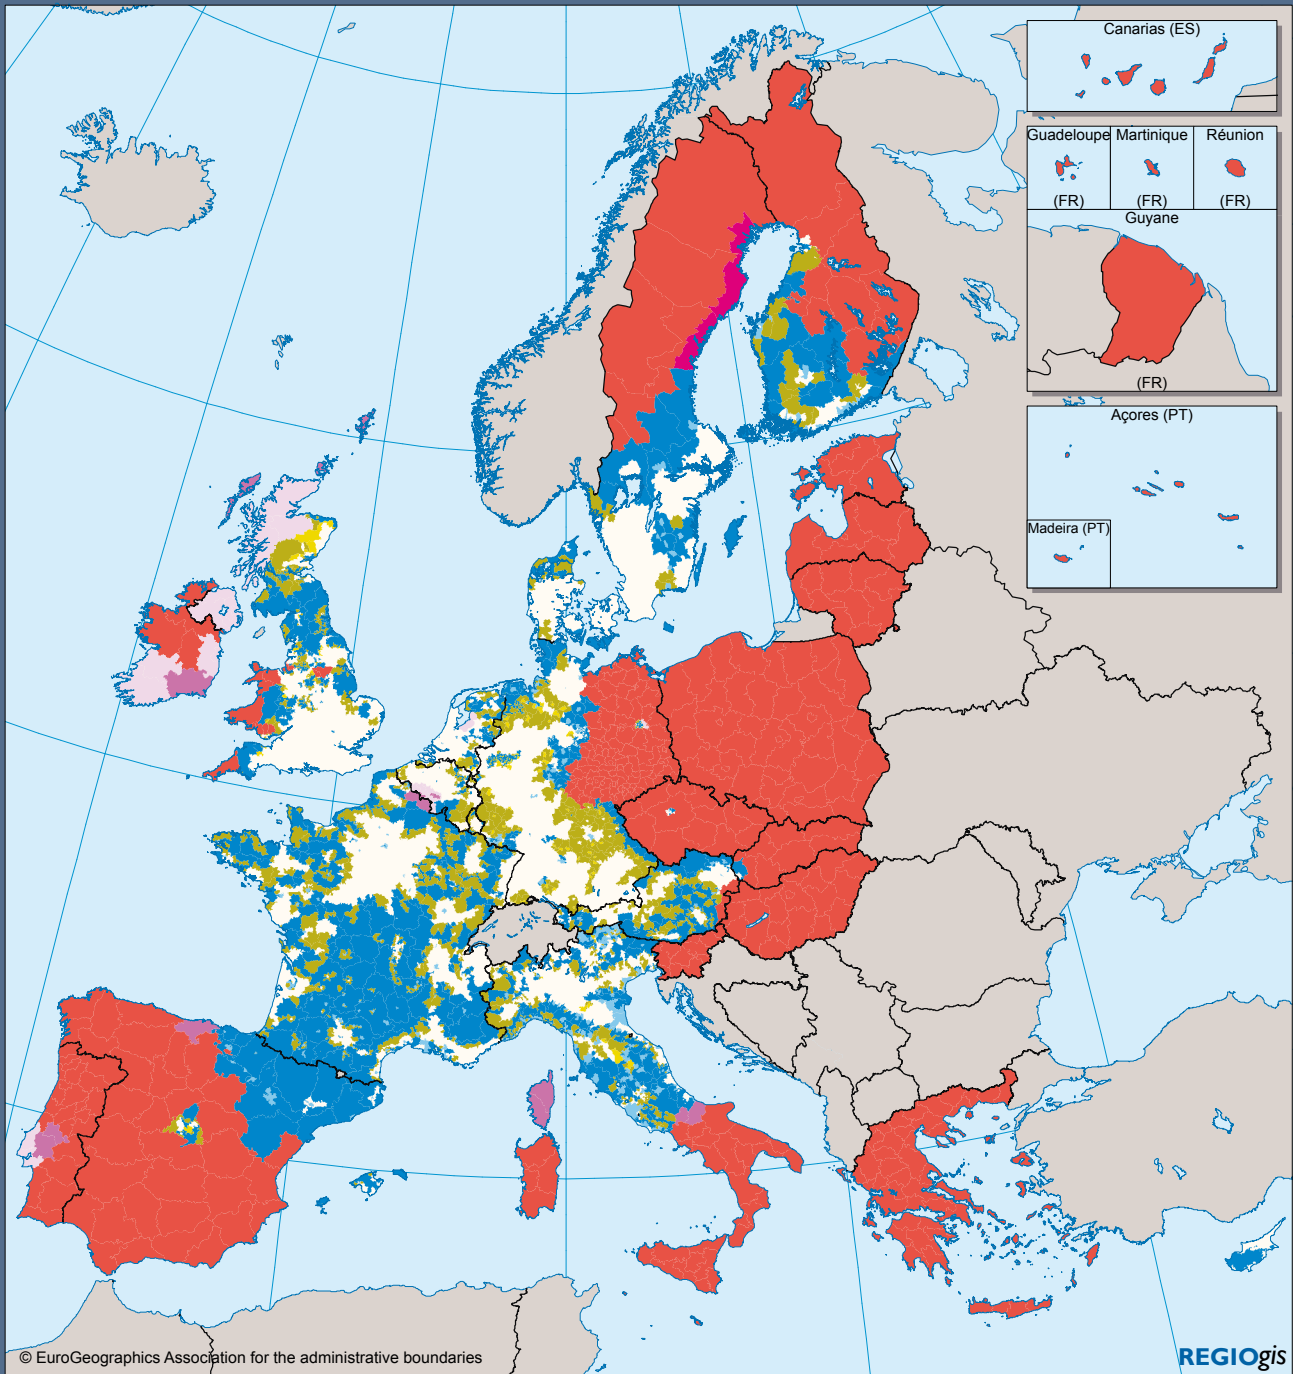 Canarias (ES)
Guadeloupe
Martinique
Réunion
(FR)
(FR)
(FR)
Guyane
(FR)
Açores (PT)
Madeira (PT)
© EuroGeographics Association for the administrative boundaries
REGIOgis